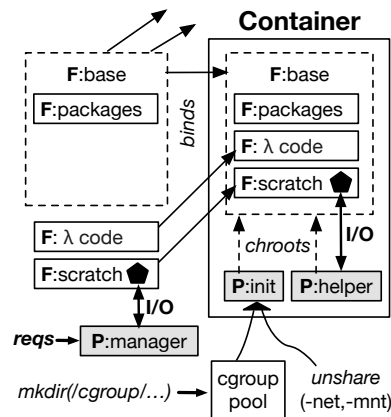 Container
F:base
F:packages
binds
F:base
F:packages
F: λ code
F:scratch
F: λ code
F:scratch
I/O
chroots
I/O
P:init
P:helper
reqs
P:manager
mkdir(/cgroup/...)
cgroup
pool
unshare
(-net,-mnt)